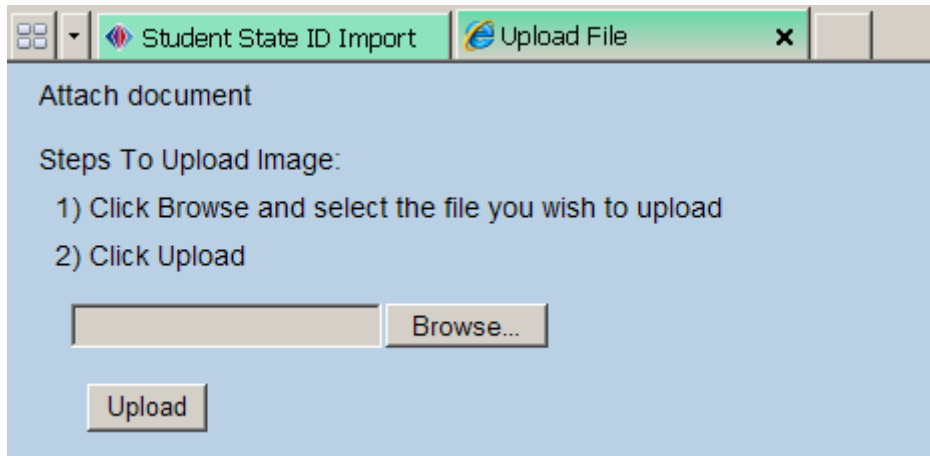 Student State ID Import
Upload File
Attach document
Steps To Upload Image:
1) Click Browse and select the file you wish to upload
2) Click Upload
Browse...
Upload